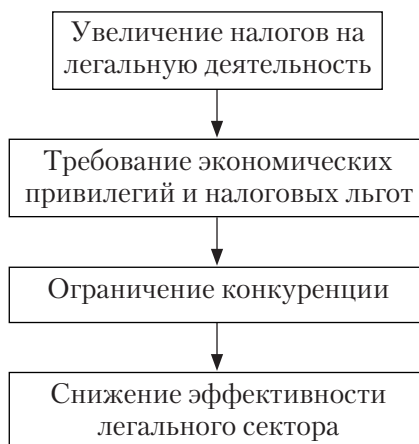 Увеличение налогов на
легальную деятельность
Требование экономических
привилегий и налоговых льгот
Ограничение конкуренции
Снижение эффективности
легального сектора